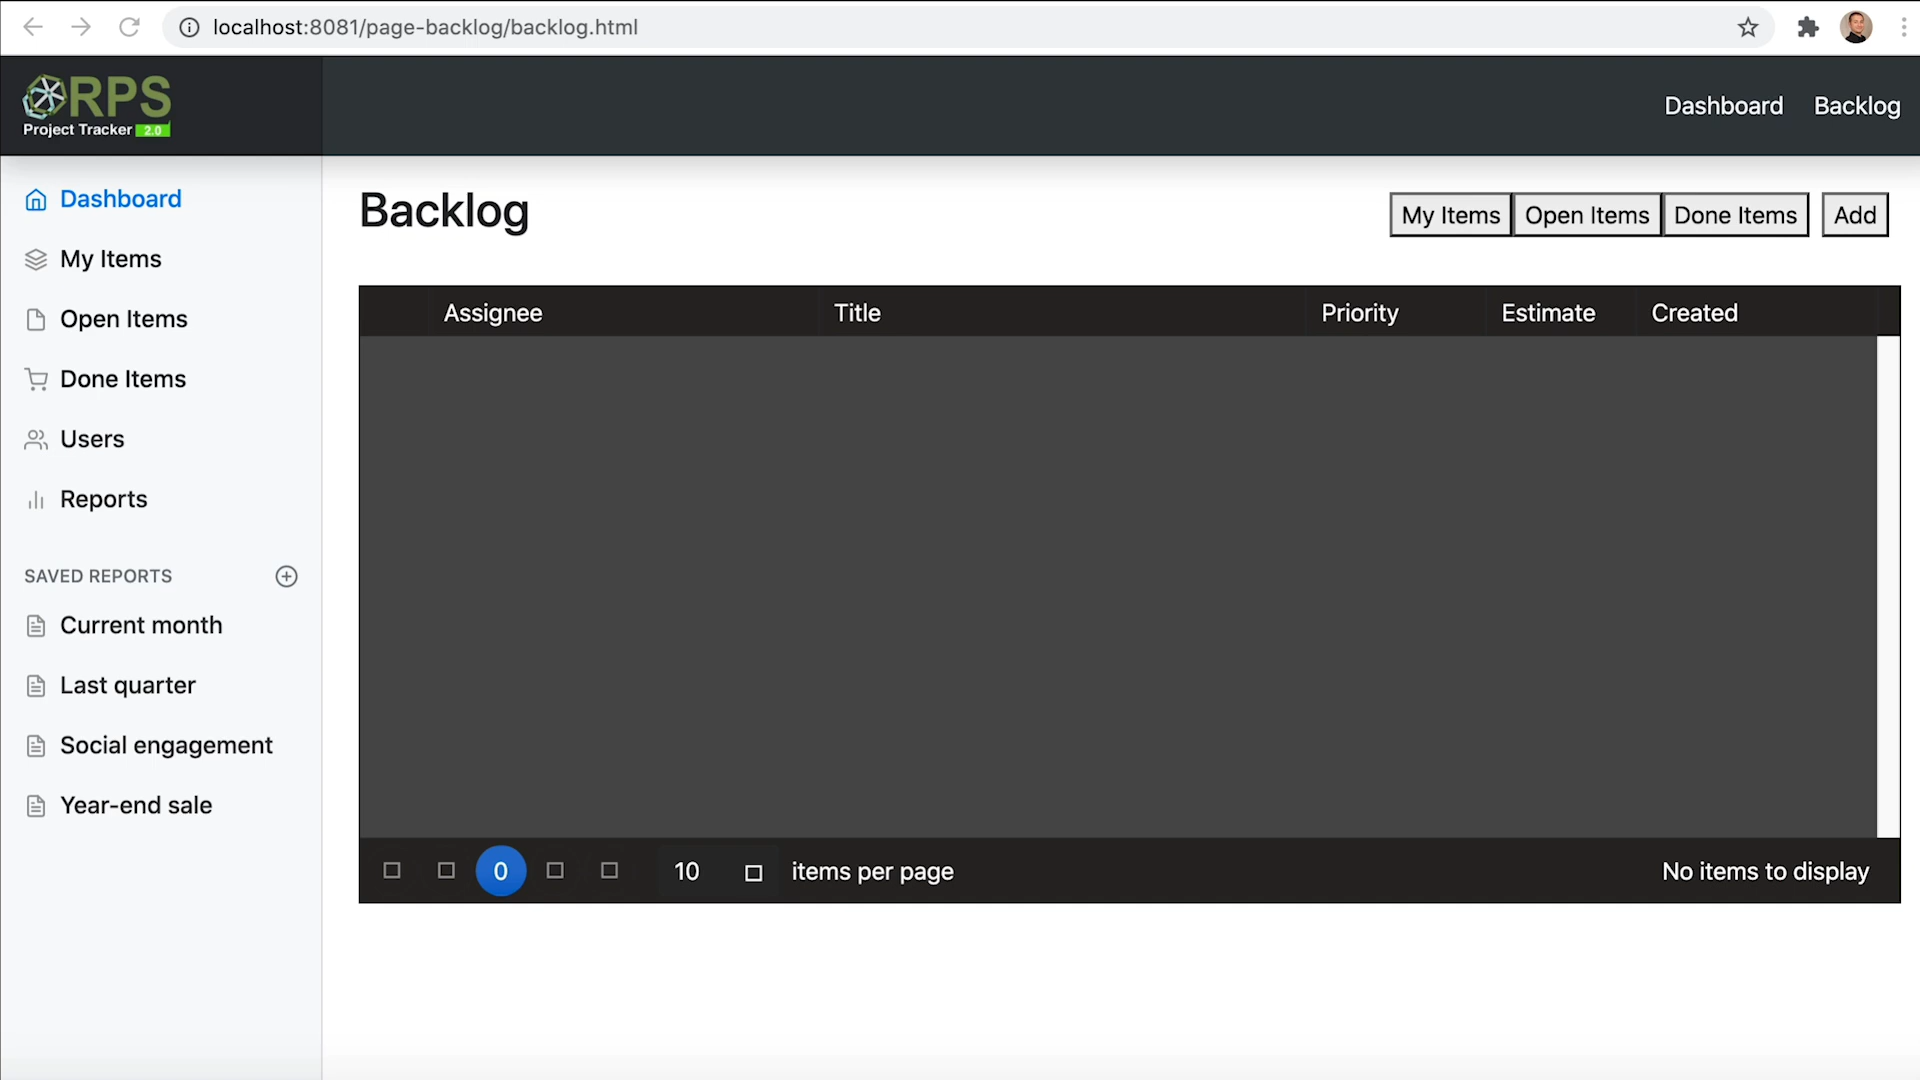 localhost:8081/page-backlog/backlog.html
RPS
Project Tracker 2.0
Dashboard Backlog
Dashboard
My Items
Open Items
Done Items
Users
Reports
SAVED REPORTS
Current month
Last quarter
Social engagement
Year-end sale
Backlog
My Items Open Items Done Items Add
Assignee Title Priority Estimate Created
0 10 items per page No items to display